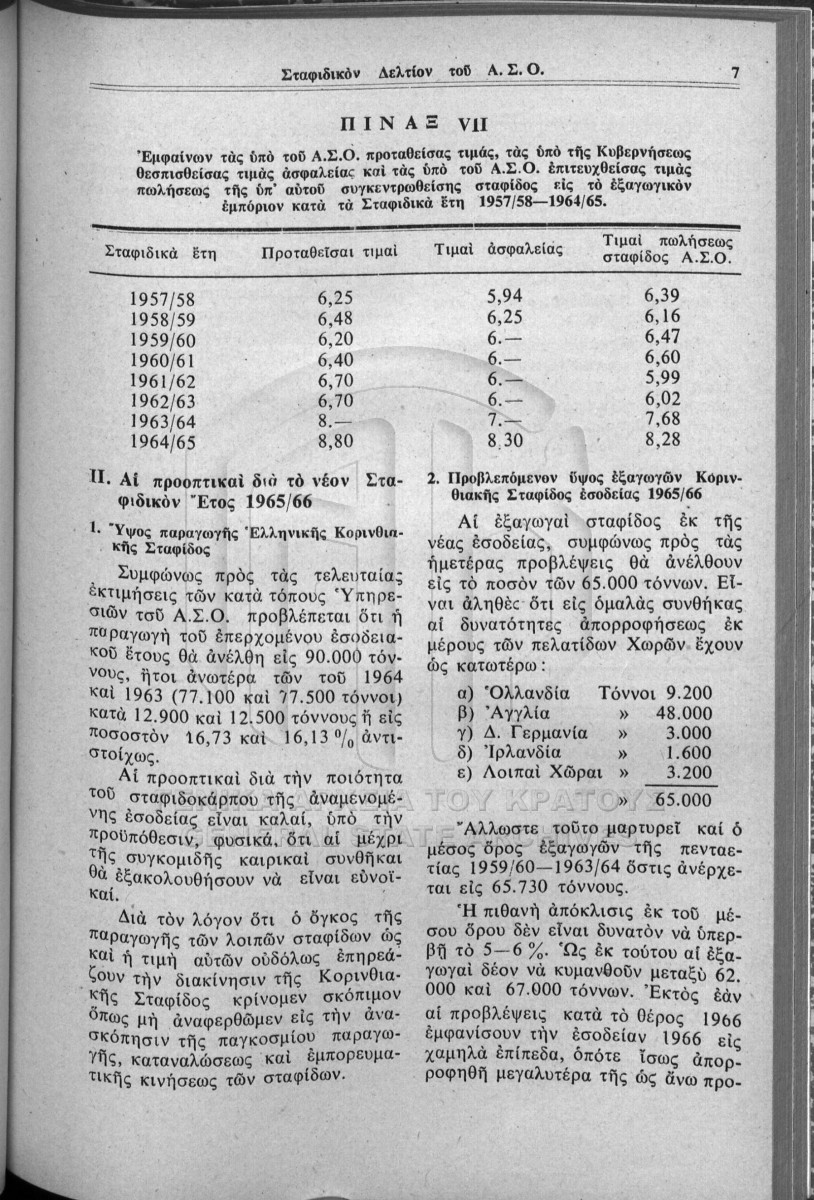 Σταφιδικὸν Δελτίον τοῦ Α.Σ.Ο. 7
ΠΙΝΑΞ VII
Ἐμφαίνων τὰς ὑπὸ τοῦ Α.Σ.Ο. προταθείσας τιμάς, τὰς ὑπὸ τῆς Κυβερνήσεως
θεσπισθείσας τιμὰς ἀσφαλείας καὶ τὰς ὑπὸ τοῦ Α.Σ.Ο. ἐπιτευχθείσας τιμὰς
πωλήσεως τῆς ὑπ' αὐτοῦ συγκεντρωθείσης σταφίδος εἰς τὸ ἐξαγωγικὸν
ἐμπόριον κατὰ τὰ Σταφιδικὰ ἔτη 1957/58—1964/65.
Σταφιδικὰ ἔτη Προταθεῖσαι τιμαὶ Τιμαὶ ἀσφαλείας Τιμαὶ πωλήσεως
σταφίδος Α.Σ.Ο.
1957/58 6,25 5,94 6,39
1958/59 6,48 6,25 6,16
1959/60 6,20 6.— 6,47
1960/61 6,40 6.— 6,60
1961/62 6,70 6.— 5,99
1962/63 6,70 6.— 6,02
1963/64 8.— 7.— 7,68
1964/65 8,80 8,30 8,28
II. Αἱ προοπτικαὶ διὰ τὸ νέον Στα-
φιδικὸν Ἔτος 1965/66
1. Ὕψος παραγωγῆς Ἑλληνικῆς Κορινθια-
κῆς Σταφίδος
Συμφώνως πρὸς τὰς τελευταίας
ἐκτιμήσεις τῶν κατὰ τόπους Ὑπηρε-
σιῶν τοῦ Α.Σ.Ο. προβλέπεται ὅτι ἡ
παραγωγὴ τοῦ ἐπερχομένου ἐσοδεια-
κοῦ ἔτους θὰ ἀνέλθη εἰς 90.000 τόν-
νους, ἤτοι ἀνωτέρα τῶν τοῦ 1964
καὶ 1963 (77.100 καὶ 77.500 τόννοι)
κατὰ 12.900 καὶ 12.500 τόννους ἢ εἰς
ποσοστὸν 16,73 καὶ 16,13 % ἀντι-
στοίχως.
Αἱ προοπτικαὶ διὰ τὴν ποιότητα
τοῦ σταφιδοκάρπου τῆς ἀναμενομέ-
νης ἐσοδείας εἶναι καλαί, ὑπὸ τὴν
προϋπόθεσιν, φυσικά, ὅτι αἱ μέχρι
τῆς συγκομιδῆς καιρικαὶ συνθῆκαι
θὰ ἐξακολουθήσουν νὰ εἶναι εὐνοϊ-
καί.
Διὰ τὸν λόγον ὅτι ὁ ὄγκος τῆς
παραγωγῆς τῶν λοιπῶν σταφίδων ὡς
καὶ ἡ τιμὴ αὐτῶν οὐδόλως ἐπηρεά-
ζουν τὴν διακίνησιν τῆς Κορινθια-
κῆς Σταφίδος κρίνομεν σκόπιμον
ὅπως μὴ ἀναφερθῶμεν εἰς τὴν ἀνα-
σκόπησιν τῆς παγκοσμίου παραγω-
γῆς, καταναλώσεως καὶ ἐμπορευμα-
τικῆς κινήσεως τῶν σταφίδων.
2. Προβλεπόμενον ὕψος ἐξαγωγῶν Κοριν-
θιακῆς Σταφίδος ἐσοδείας 1965/66
Αἱ ἐξαγωγαὶ σταφίδος ἐκ τῆς
νέας ἐσοδείας, συμφώνως πρὸς τὰς
ἡμετέρας προβλέψεις θὰ ἀνέλθουν
εἰς τὸ ποσὸν τῶν 65.000 τόννων. Εἶ-
ναι ἀληθὲς ὅτι εἰς ὁμαλὰς συνθήκας
αἱ δυνατότητες ἀπορροφήσεως ἐκ
μέρους τῶν πελατίδων Χωρῶν ἔχουν
ὡς κατωτέρω:
α) Ὁλλανδία Τόννοι 9.200
β) Ἀγγλία » 48.000
γ) Δ. Γερμανία » 3.000
δ) Ἰρλανδία » 1.600
ε) Λοιπαὶ Χῶραι » 3.200
» 65.000
Ἄλλωστε τοῦτο μαρτυρεῖ καί ὁ
μέσος ὅρος ἐξαγωγῶν τῆς πενταε-
τίας 1959/60—1963/64 ὅστις ἀνέρχε-
ται εἰς 65.730 τόννους.
Ἡ πιθανὴ ἀπόκλισις ἐκ τοῦ μέ-
σου ὅρου δὲν εἶναι δυνατὸν νὰ ὑπερ-
βῇ τὸ 5—6 %. Ὡς ἐκ τούτου αἱ ἐξα-
γωγαὶ δέον νὰ κυμανθοῦν μεταξὺ 62.
000 καὶ 67.000 τόννων. Ἐκτὸς ἐὰν
αἱ προβλέψεις κατὰ τὸ θέρος 1966
ἐμφανίσουν τὴν ἐσοδείαν 1966 εἰς
χαμηλὰ ἐπίπεδα, ὁπότε ἴσως ἀπορ-
ροφηθῆ μεγαλυτέρα τῆς ὡς ἄνω προ-
ΓΕΝΙΚΑ ΑΡΧΕΙΑ ΤΟΥ ΚΡΑΤΟΥΣ
GENERAL STATE ARCHIVES